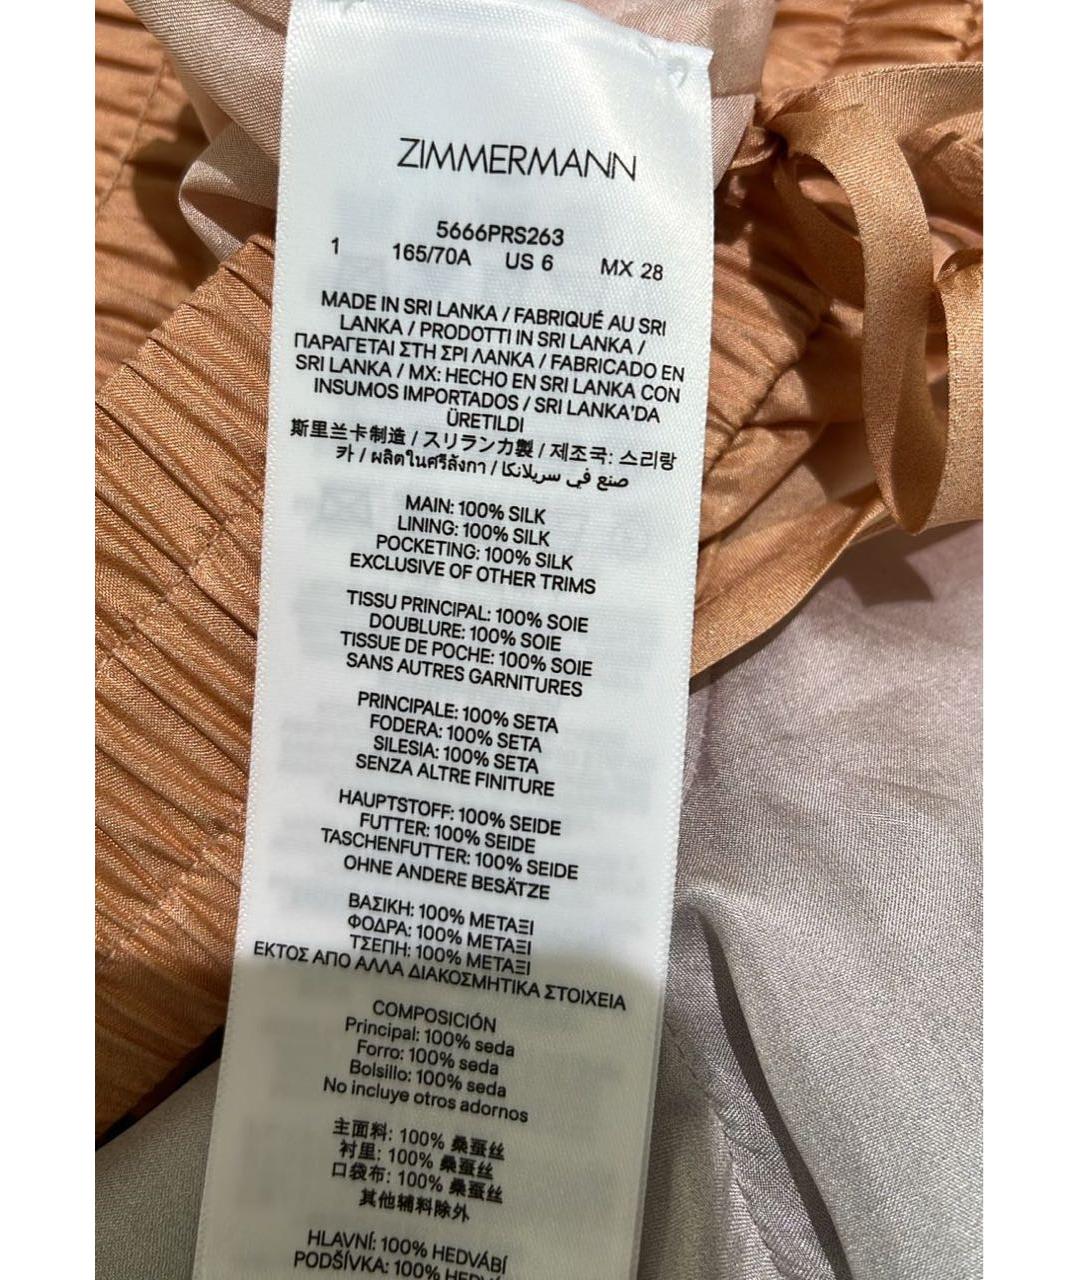 ZIMMERMANN
5666PRS263
1 165/70A US 6 MX 28
MADE IN SRI LANKA / FABRIQUÉ AU SRI
LANKA / PRODOTTI IN SRI LANKA /
ΠΑΡΑΓΕΤΑΙ ΣΤΗ ΣΡΙ ΛΑΝΚΑ / FABRICADO EN
SRI LANKA / MX: HECHO EN SRI LANKA CON
INSUMOS IMPORTADOS / SRI LANKA'DA
ÜRETILDI
斯里兰卡制造 / スリランカ製 / 제조국: 스리랑
카 / ผลิตในศรีลังกา / صنع في سريلانكا
MAIN: 100% SILK
LINING: 100% SILK
POCKETING: 100% SILK
EXCLUSIVE OF OTHER TRIMS
TISSU PRINCIPAL: 100% SOIE
DOUBLURE: 100% SOIE
TISSUE DE POCHE: 100% SOIE
SANS AUTRES GARNITURES
PRINCIPALE: 100% SETA
FODERA: 100% SETA
SILESIA: 100% SETA
SENZA ALTRE FINITURE
HAUPTSTOFF: 100% SEIDE
FUTTER: 100% SEIDE
TASCHENFUTTER: 100% SEIDE
OHNE ANDERE BESÄTZE
ΒΑΣΙΚΗ: 100% ΜΕΤΑΞΙ
ΦΟΔΡΑ: 100% ΜΕΤΑΞΙ
ΤΣΕΠΗ: 100% ΜΕΤΑΞΙ
ΕΚΤΟΣ ΑΠΟ ΑΛΛΑ ΔΙΑΚΟΣΜΗΤΙΚΑ ΣΤΟΙΧΕΙΑ
COMPOSICIÓN
Principal: 100% seda
Forro: 100% seda
Bolsillo: 100% seda
No incluye otros adornos
主面料: 100% 桑蚕丝
衬里: 100% 桑蚕丝
口袋布: 100% 桑蚕丝
其他辅料除外
HLAVNÍ: 100% HEDVÁBÍ
PODŠÍVKA: 100% HEDVÁBÍ